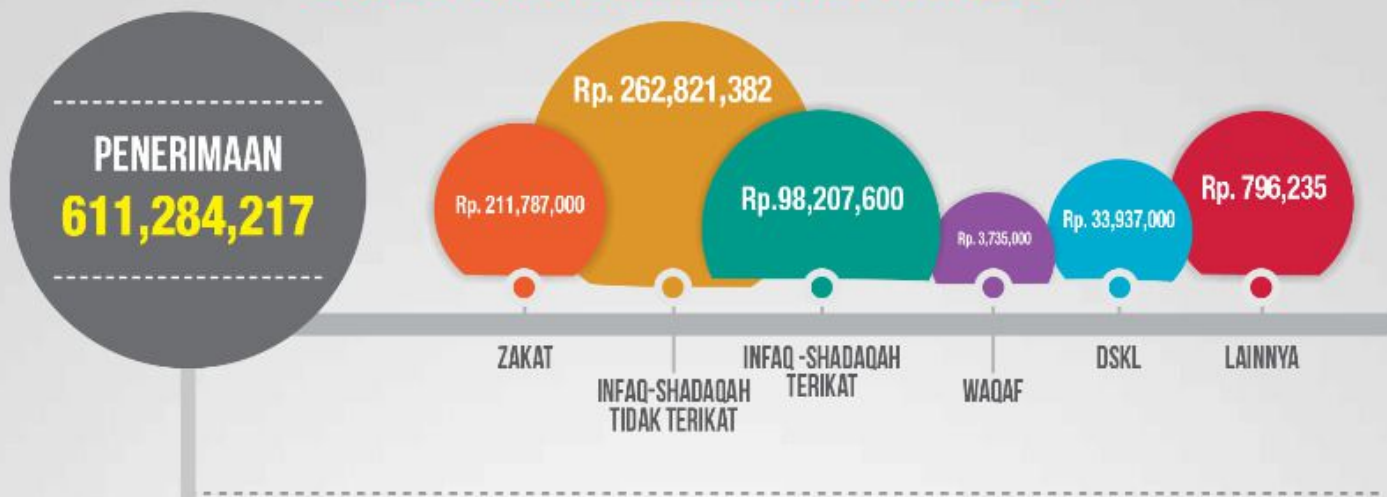 PENERIMAAN
611,284,217
Rp. 211,787,000
Rp. 262,821,382
Rp.98,207,600
Rp. 3,735,000
Rp. 33,937,000
Rp. 796,235
ZAKAT
INFAQ-SHADAQAH
TIDAK TERIKAT
INFAQ -SHADAQAH
TERIKAT
WAQAF
DSKL
LAINNYA